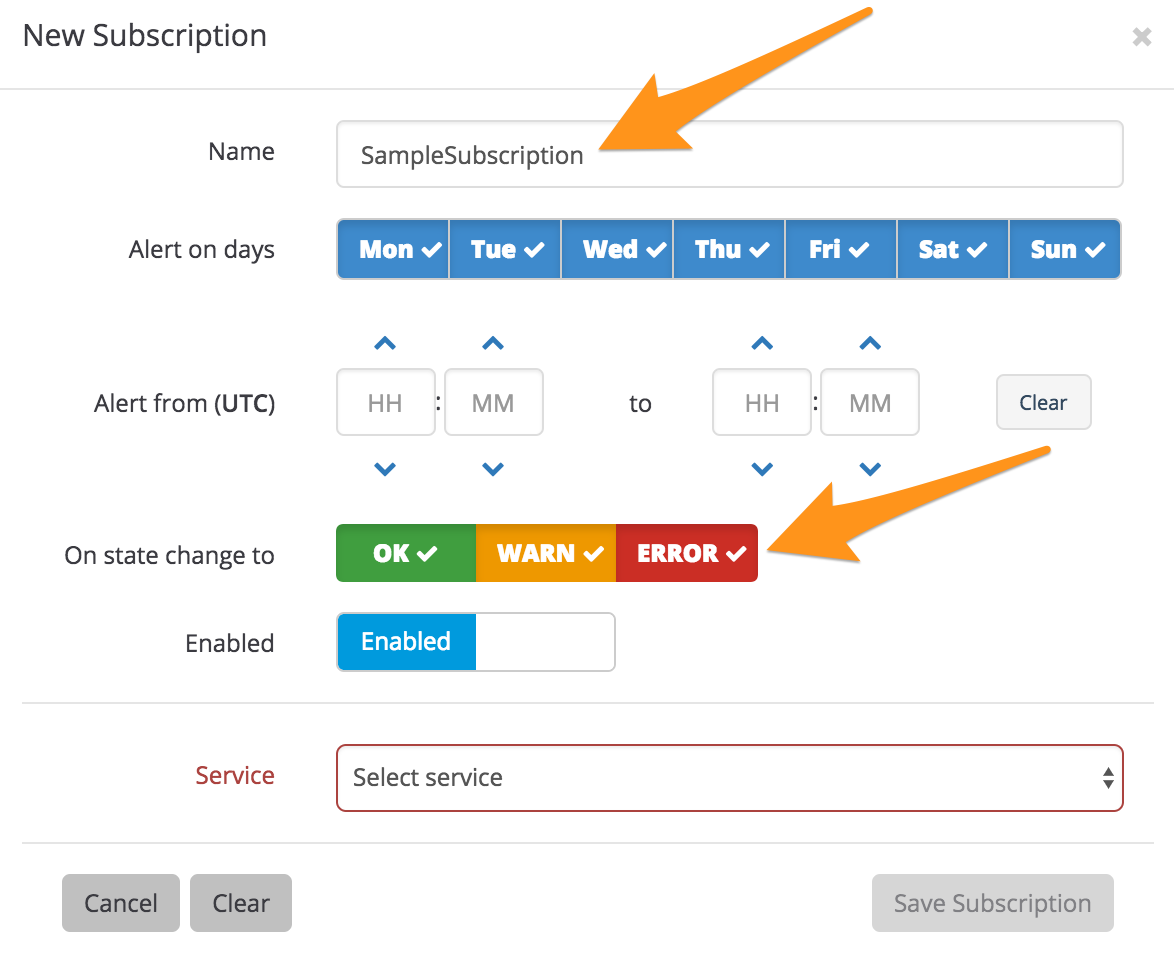 New Subscription
Name SampleSubscription
Alert on days Mon Tue Wed Thu Fri Sat Sun
Alert from (UTC) HH : MM to HH : MM Clear
On state change to OK WARN ERROR
Enabled Enabled
Service Select service
Cancel Clear Save Subscription